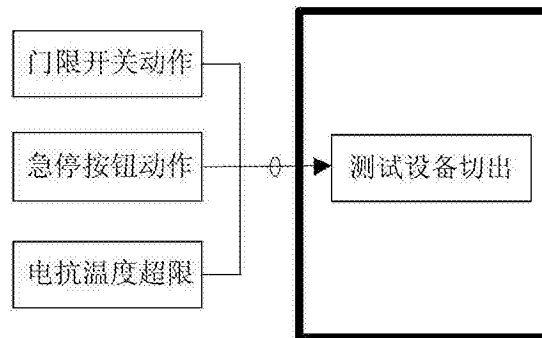 门限开关动作
急停按钮动作
测试设备切出
电抗温度超限